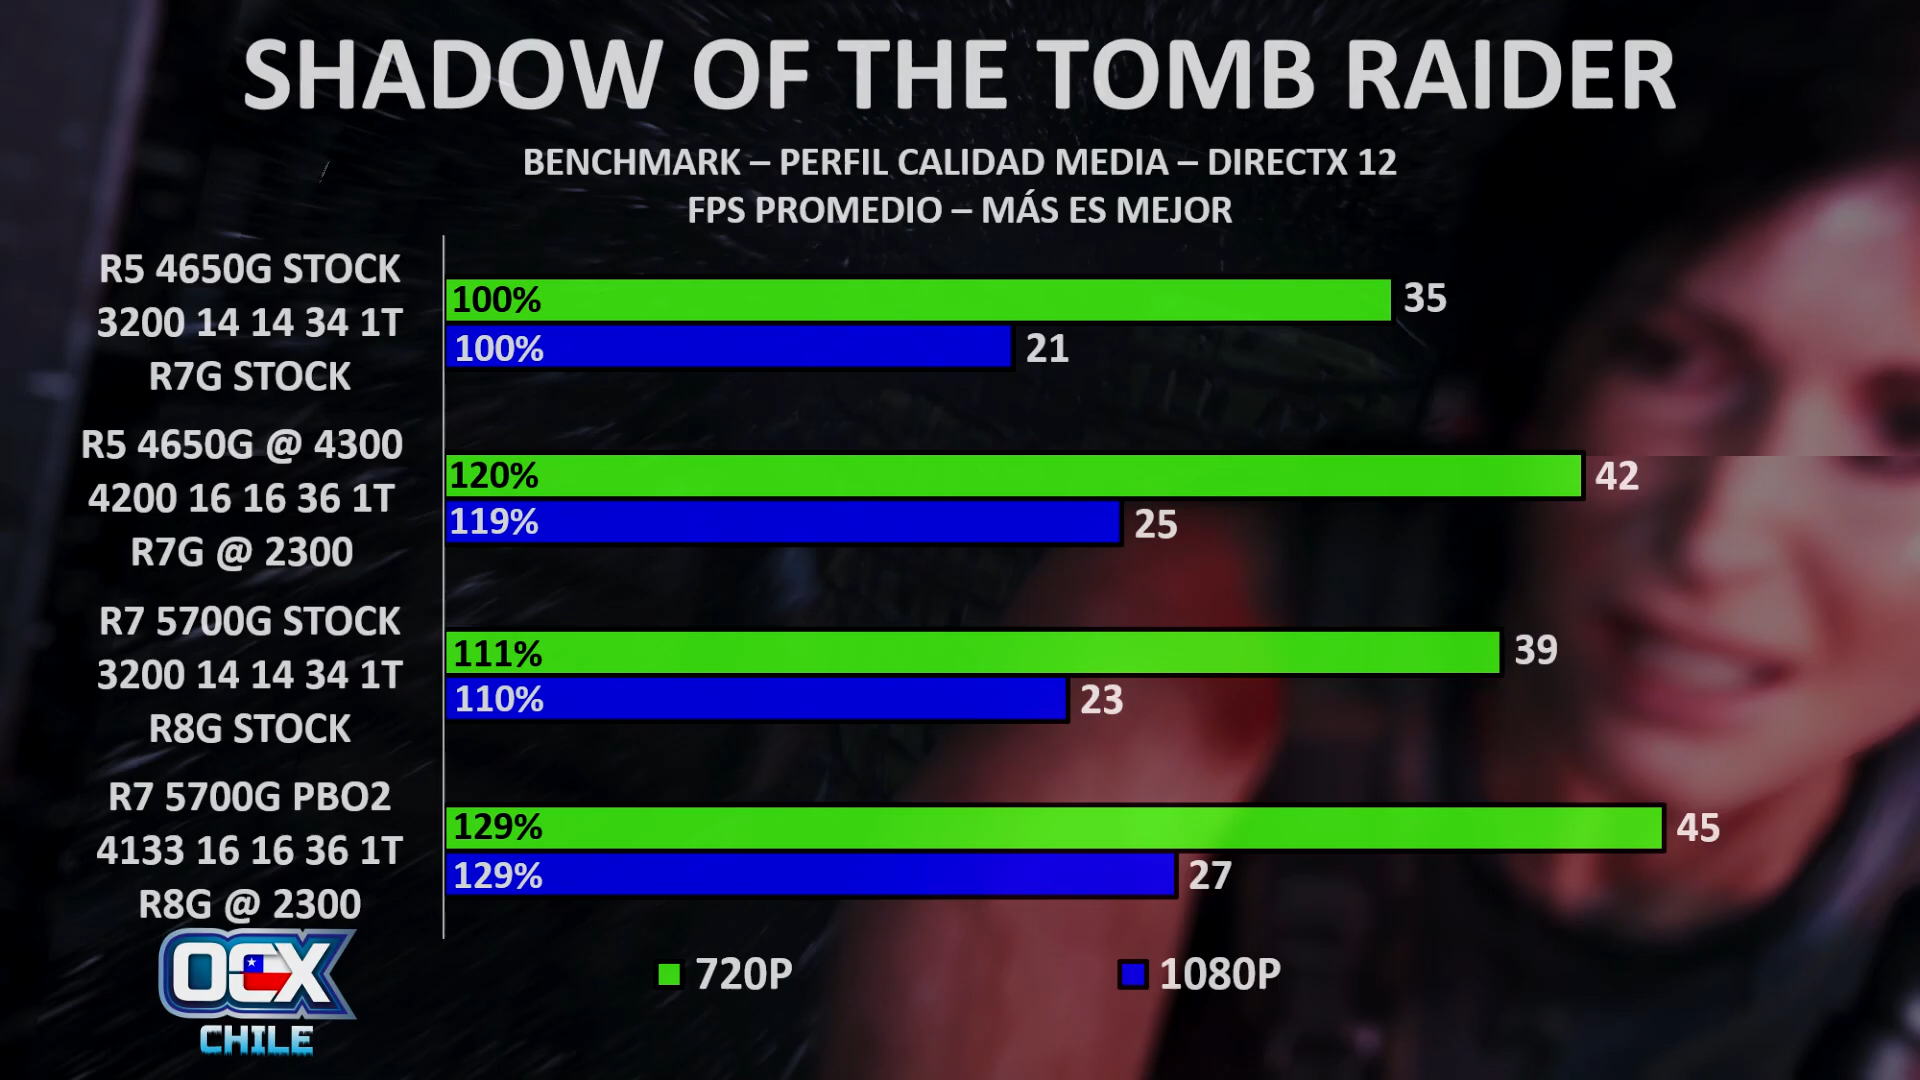 SHADOW OF THE TOMB RAIDER
BENCHMARK – PERFIL CALIDAD MEDIA – DIRECTX 12
FPS PROMEDIO – MÁS ES MEJOR
R5 4650G STOCK
3200 14 14 34 1T
R7G STOCK
100%
35
100%
21
R5 4650G @ 4300
4200 16 16 36 1T
R7G @ 2300
120%
42
119%
25
R7 5700G STOCK
3200 14 14 34 1T
R8G STOCK
111%
39
110%
23
R7 5700G PBO2
4133 16 16 36 1T
R8G @ 2300
129%
45
129%
27
720P
1080P
OCX
CHILE